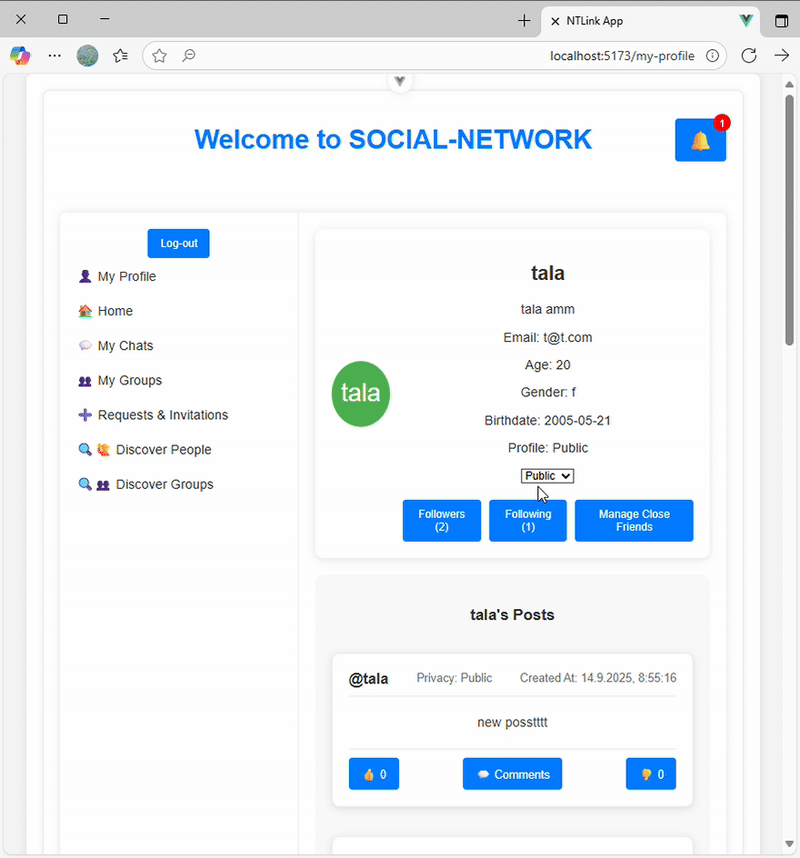 NTLink App
localhost:5173/my-profile
Welcome to SOCIAL-NETWORK
1
Log-out
My Profile
Home
My Chats
My Groups
Requests & Invitations
Discover People
Discover Groups
tala
tala
tala amm
Email: t@t.com
Age: 20
Gender: f
Birthdate: 2005-05-21
Profile: Public
Public
Followers
(2)
Following
(1)
Manage Close
Friends
tala's Posts
@tala Privacy: Public Created At: 14.9.2025, 8:55:16
new posstttt
0 Comments 0